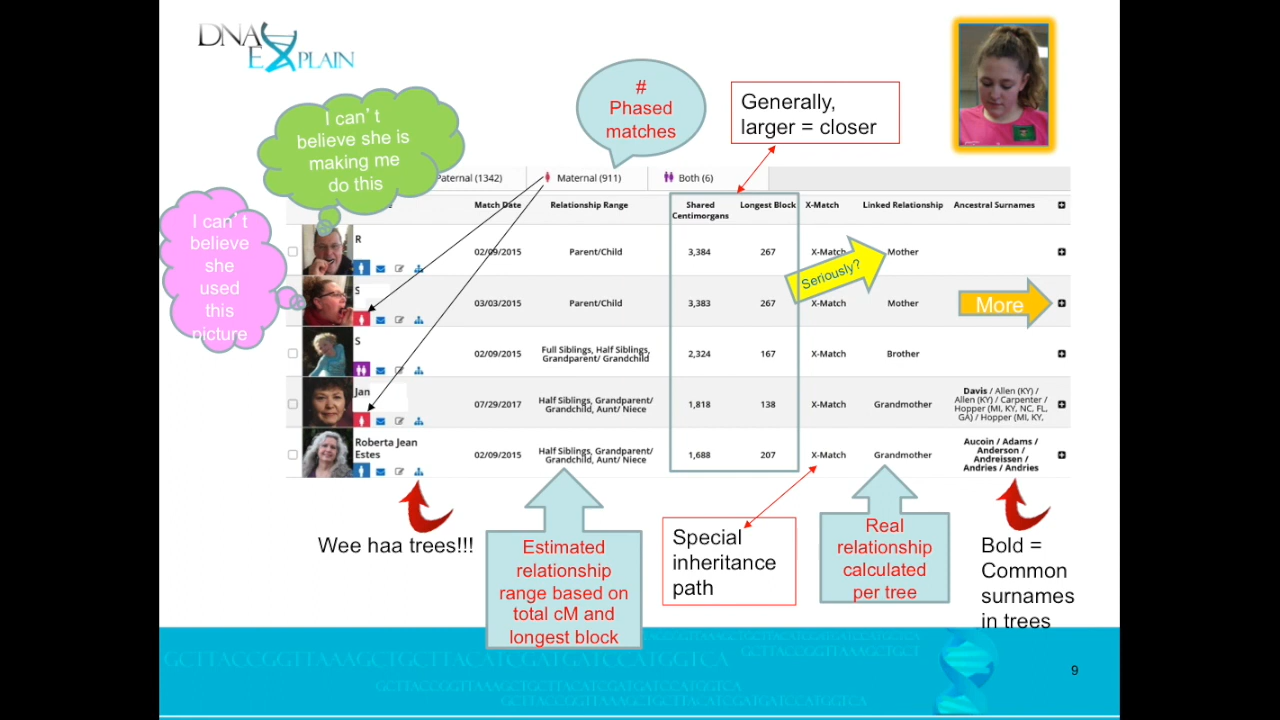 DNA
EXPLAIN
I can't
believe she is
making me
do this
#
Phased
matches
Generally,
larger = closer
I can't
believe
she
used
this
picture
Paternal (1342)
Maternal (911)
Both (6)
Match Date
Relationship Range
Shared
Centimorgans
Longest Block
X-Match
Linked Relationship
Ancestral Surnames
R
02/09/2015
Parent/Child
3,384
267
X-Match
Mother
Seriously?
S
03/03/2015
Parent/Child
3,383
267
X-Match
Mother
More
S
02/09/2015
Full Siblings, Half Siblings,
Grandparent/ Grandchild
2,324
167
X-Match
Brother
Jan
07/29/2017
Half Siblings, Grandparent/
Grandchild, Aunt/ Niece
1,818
138
X-Match
Grandmother
Davis / Allen (KY) /
Allen (KY) / Carpenter /
Hopper (MI, KY, NC, FL,
GA) / Hopper (MI, KY,
Roberta Jean
Estes
02/09/2015
Half Siblings, Grandparent/
Grandchild, Aunt/ Niece
1,688
207
X-Match
Grandmother
Aucoin / Adams /
Anderson /
Andreissen /
Andries / Andries
Wee haa trees!!!
Estimated
relationship
range based on
total cM and
longest block
Special
inheritance
path
Real
relationship
calculated
per tree
Bold =
Common
surnames
in trees
9